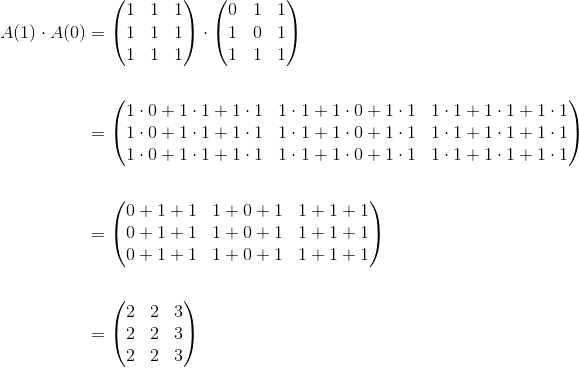 A(1) · A(0) = (1 1 1
1 1 1
1 1 1) · (0 1 1
1 0 1
1 1 1)
= (1 · 0 + 1 · 1 + 1 · 1 1 · 1 + 1 · 0 + 1 · 1 1 · 1 + 1 · 1 + 1 · 1
1 · 0 + 1 · 1 + 1 · 1 1 · 1 + 1 · 0 + 1 · 1 1 · 1 + 1 · 1 + 1 · 1
1 · 0 + 1 · 1 + 1 · 1 1 · 1 + 1 · 0 + 1 · 1 1 · 1 + 1 · 1 + 1 · 1)
= (0 + 1 + 1 1 + 0 + 1 1 + 1 + 1
0 + 1 + 1 1 + 0 + 1 1 + 1 + 1
0 + 1 + 1 1 + 0 + 1 1 + 1 + 1)
= (2 2 3
2 2 3
2 2 3)